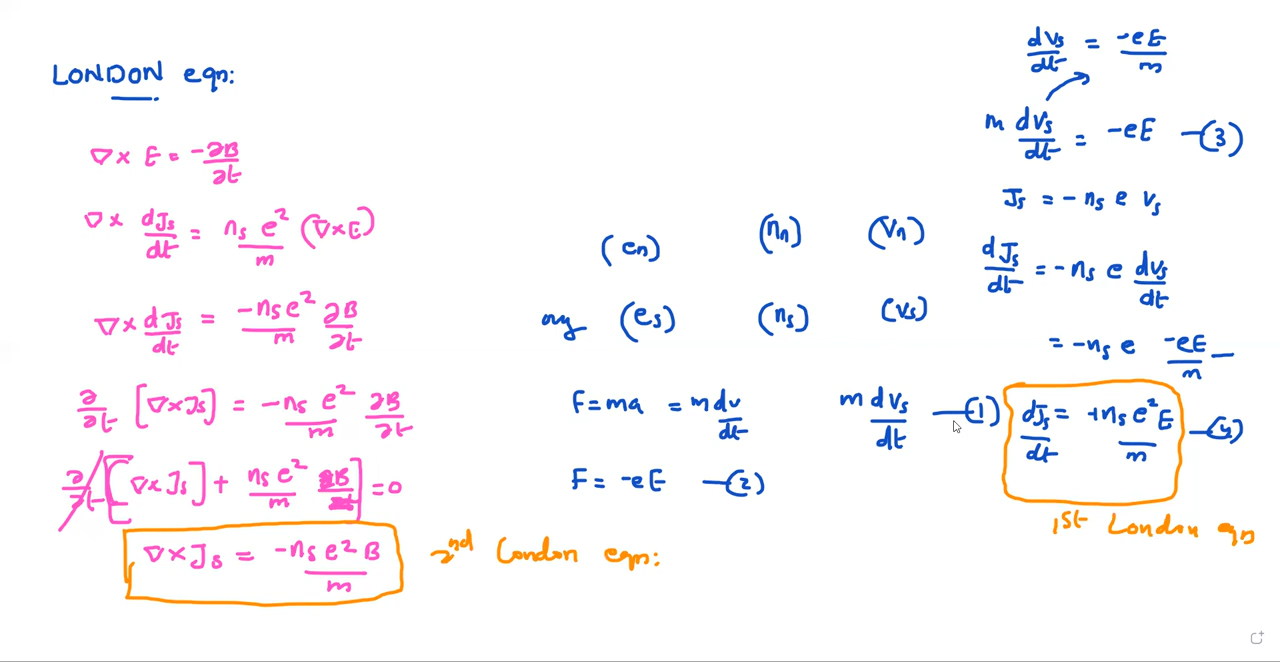 LONDON eqn:
∇ × E = -∂B/∂t
∇ × dJs/dt = ns e²/m (∇×E)
∇ × dJs/dt = -ns e²/m ∂B/∂t
∂/∂t [∇×Js] = -ns e²/m ∂B/∂t
∂/∂t [[∇×Js] + ns e²/m B] = 0
∇ × Js = -ns e² B/m
2nd London eqn:
(en) (nn) (vn)
(es) (ns) (vs)
F = ma = m dv/dt
m dvs/dt —(1)
F = -eE —(2)
dvs/dt = -eE/m
m dvs/dt = -eE —(3)
Js = -ns e vs
dJs/dt = -ns e dvs/dt
= -ns e -eE/m —
dJs/dt = +ns e² E/m —(4)
1st London eqn